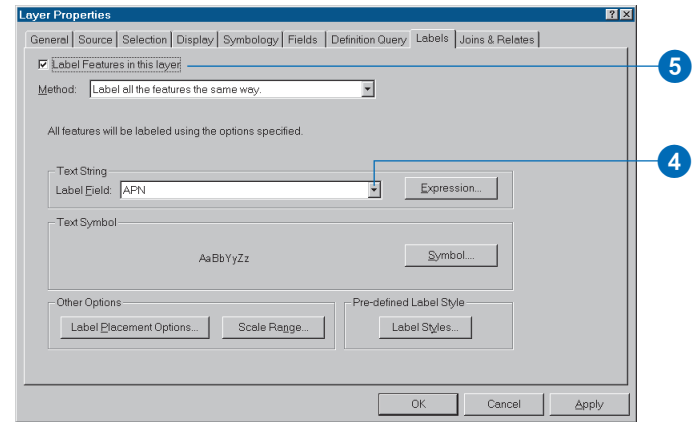 Layer Properties
General Source Selection Display Symbology Fields Definition Query Labels Joins & Relates
Label Features in this layer
5
Method: Label all the features the same way.
All features will be labeled using the options specified.
4
Text String
Label Field: APN Expression...
Text Symbol
AaBbYyZz Symbol....
Other Options Pre-defined Label Style
Label Placement Options... Scale Range... Label Styles...
OK Cancel Apply